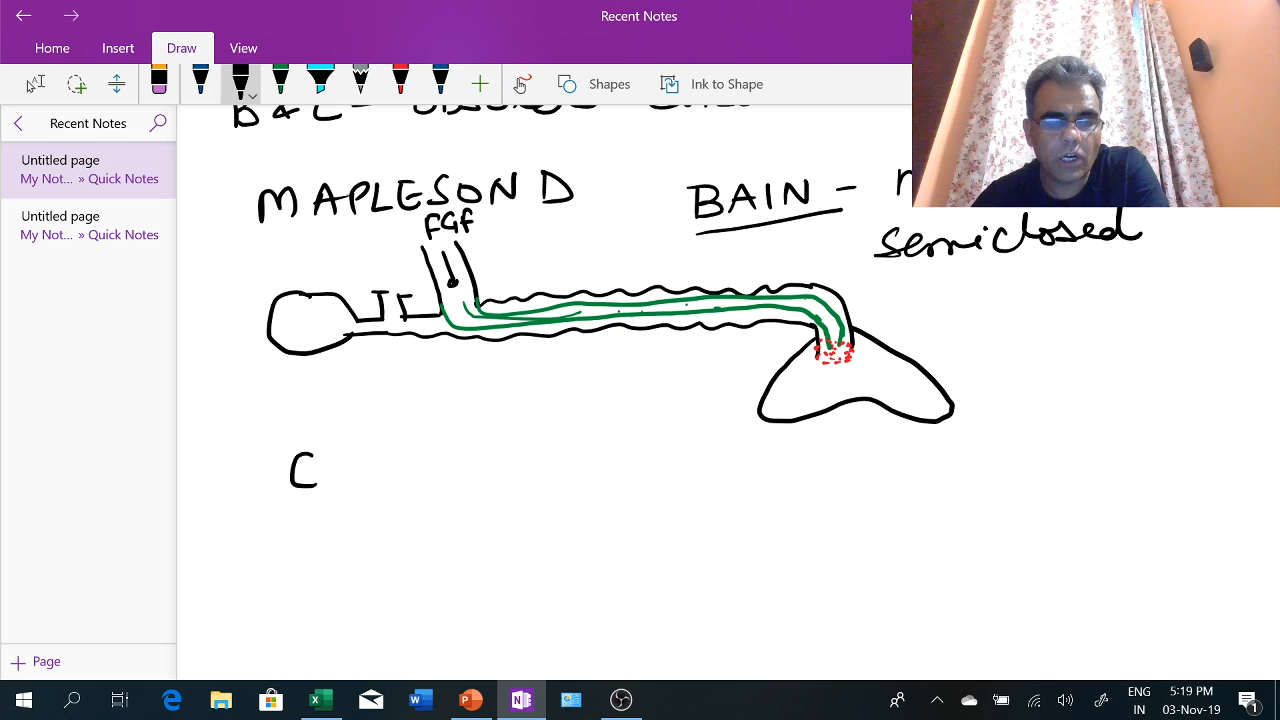 Recent Notes
Home Insert Draw View
Shapes Ink to Shape
Recent Notes
Untitled page
My Not... » Quick Notes
Untitled page
My Not... » Quick Notes
B & C -
MAPLESON D
BAIN -
semiclosed
FGF
C
+ Page
ENG
IN
5:19 PM
03-Nov-19
1